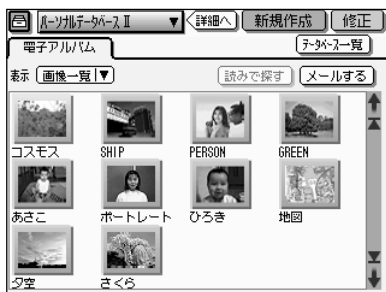 パーソナルデータベースⅡ ▼ 詳細へ 新規作成 修正
電子アルバム データベース一覧
表示 画像一覧 ▼ 読みで探す メールする
コスモス SHIP PERSON GREEN
あさこ ポートレート ひろき 地図
夕空 さくら